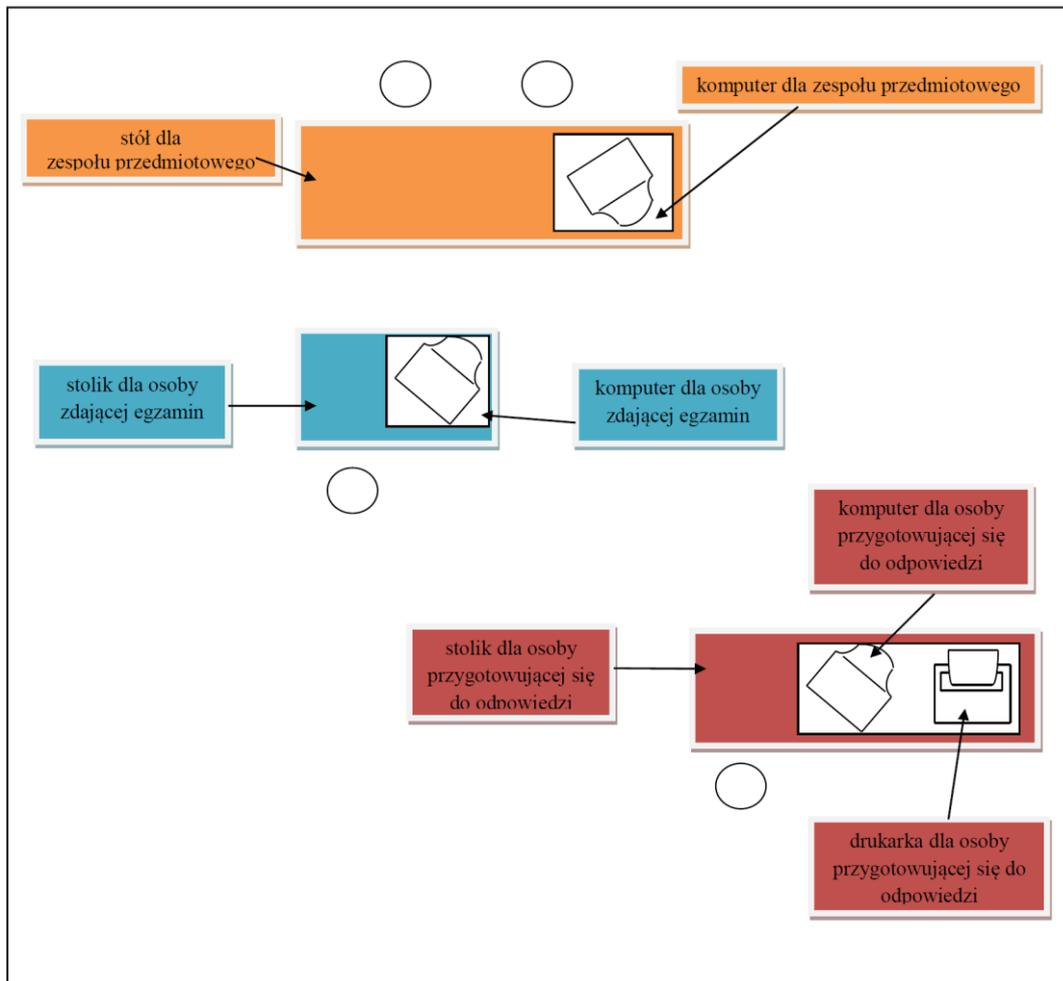 komputer dla zespołu przedmiotowego
stół dla
zespołu przedmiotowego
stolik dla osoby
zdającej egzamin
komputer dla osoby
zdającej egzamin
komputer dla osoby
przygotowującej się
do odpowiedzi
stolik dla osoby
przygotowującej się
do odpowiedzi
drukarka dla osoby
przygotowującej się do
odpowiedzi